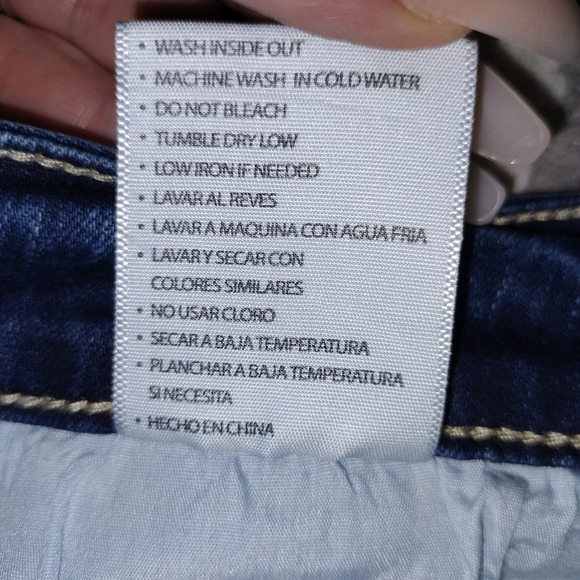 • WASH INSIDE OUT
• MACHINE WASH IN COLD WATER
• DO NOT BLEACH
• TUMBLE DRY LOW
• LOW IRON IF NEEDED
• LAVAR AL REVES
• LAVAR A MAQUINA CON AGUA FRIA
• LAVAR Y SECAR CON
COLORES SIMILARES
• NO USAR CLORO
• SECAR A BAJA TEMPERATURA
• PLANCHAR A BAJA TEMPERATURA
SI NECESITA
• HECHO EN CHINA